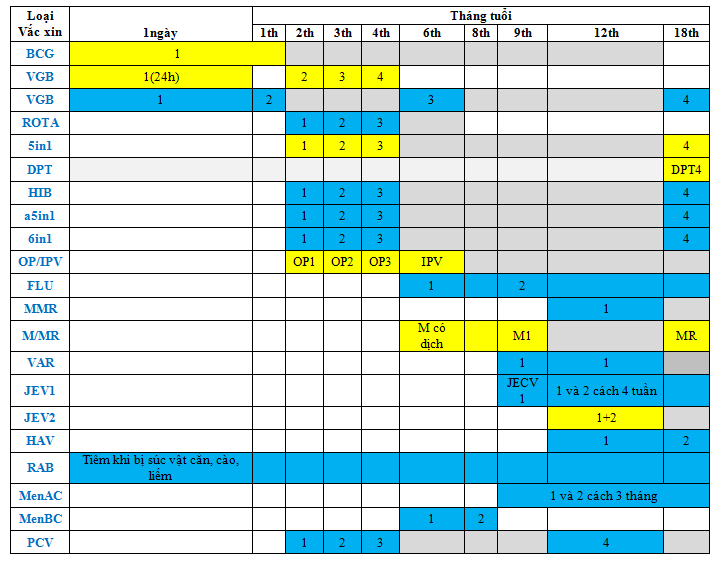 Loại Vắc xin 1ngày Tháng tuổi
1th 2th 3th 4th 6th 8th 9th 12th 18th
BCG 1
VGB 1(24h) 2 3 4
VGB 1 2 3 4
ROTA 1 2 3
5in1 1 2 3 4
DPT DPT4
HIB 1 2 3 4
a5in1 1 2 3 4
6in1 1 2 3 4
OP/IPV OP1 OP2 OP3 IPV
FLU 1 2
MMR 1
M/MR M có dịch M1 MR
VAR 1 1
JEV1 JECV 1 1 và 2 cách 4 tuần
JEV2 1+2
HAV 1 2
RAB Tiêm khi bị súc vật cắn, cào, liếm
MenAC 1 và 2 cách 3 tháng
MenBC 1 2
PCV 1 2 3 4